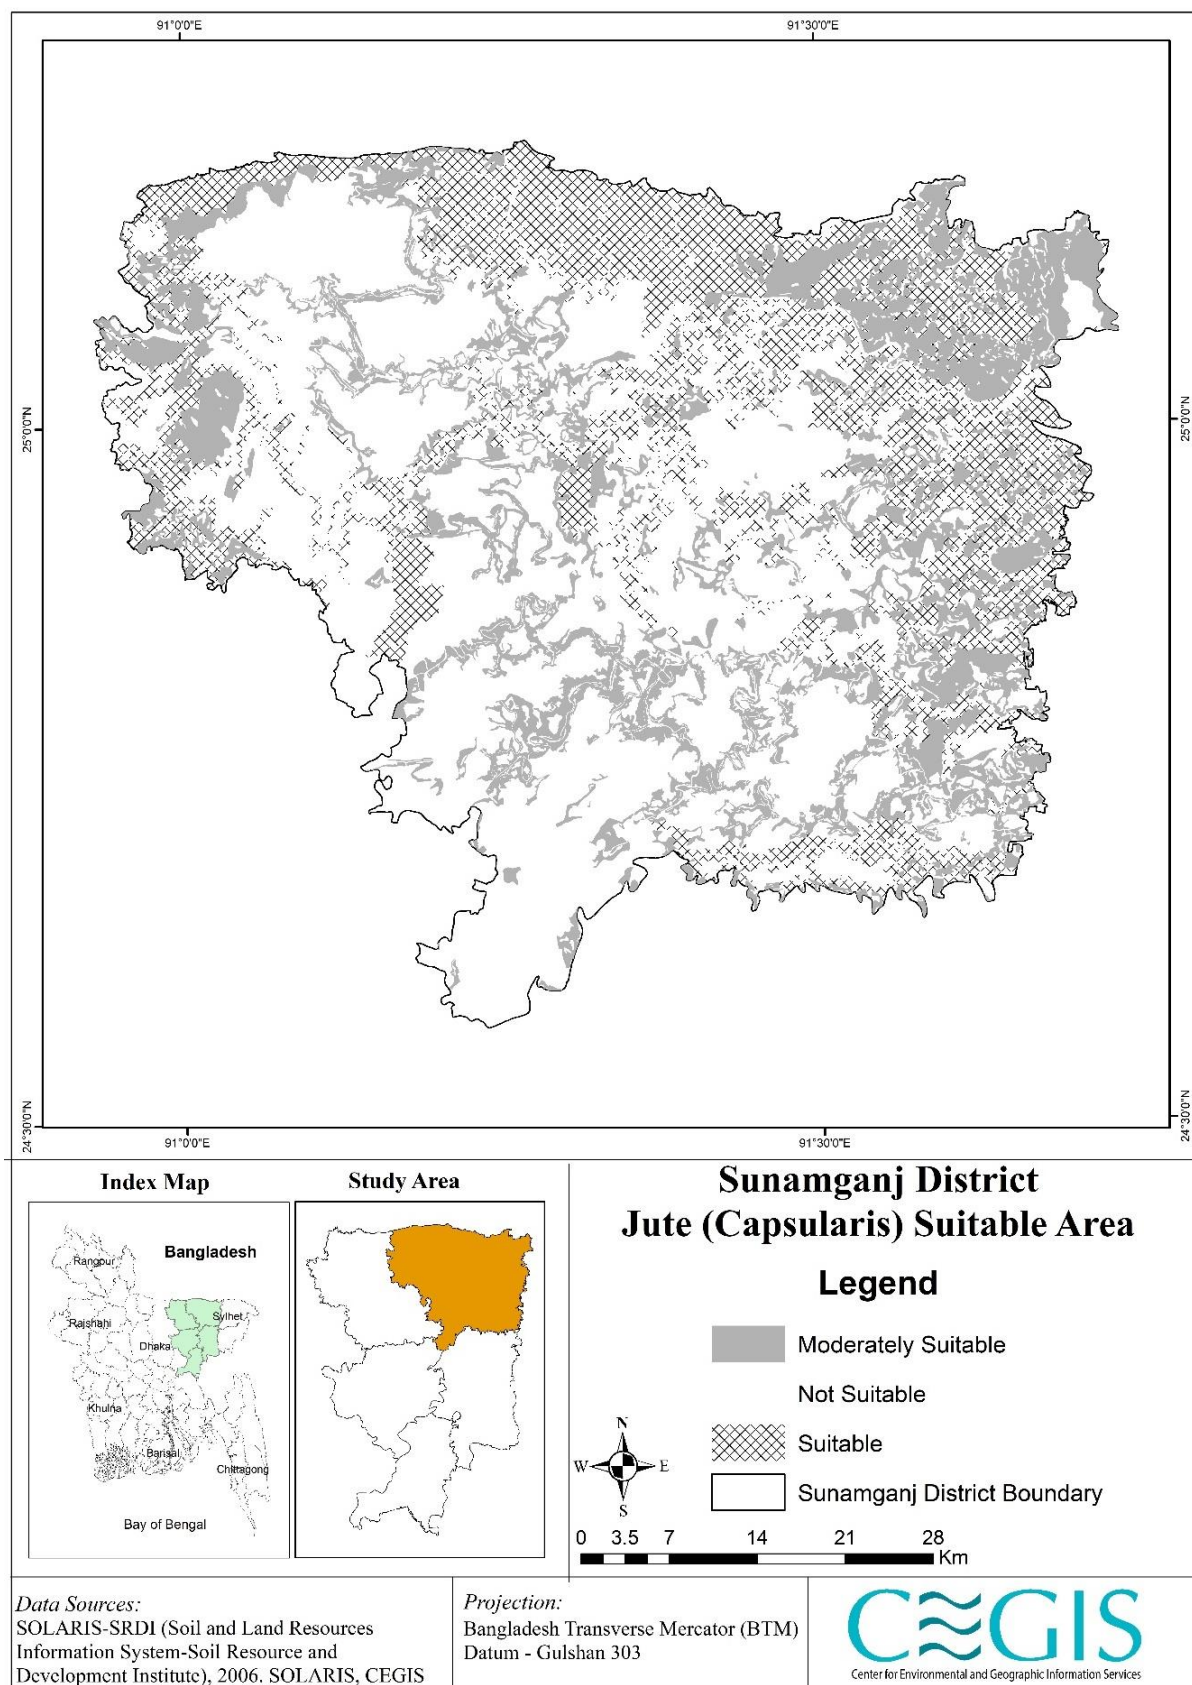 91°0'0"E
91°30'0"E
25°0'0"N
25°0'0"N
24°30'0"N
24°30'0"N
91°0'0"E
91°30'0"E
Index Map
Study Area
Bangladesh
Rangpur
Rajshahi
Sylhet
Dhaka
Khulna
Barisal
Chittagong
Bay of Bengal
Sunamganj District
Jute (Capsularis) Suitable Area
Legend
Moderately Suitable
Not Suitable
Suitable
Sunamganj District Boundary
N
W
E
S
0 3.5 7 14 21 28
Km
Data Sources:
SOLARIS-SRDI (Soil and Land Resources
Information System-Soil Resource and
Development Institute), 2006. SOLARIS, CEGIS
Projection:
Bangladesh Transverse Mercator (BTM)
Datum - Gulshan 303
CEGIS
Center for Environmental and Geographic Information Services